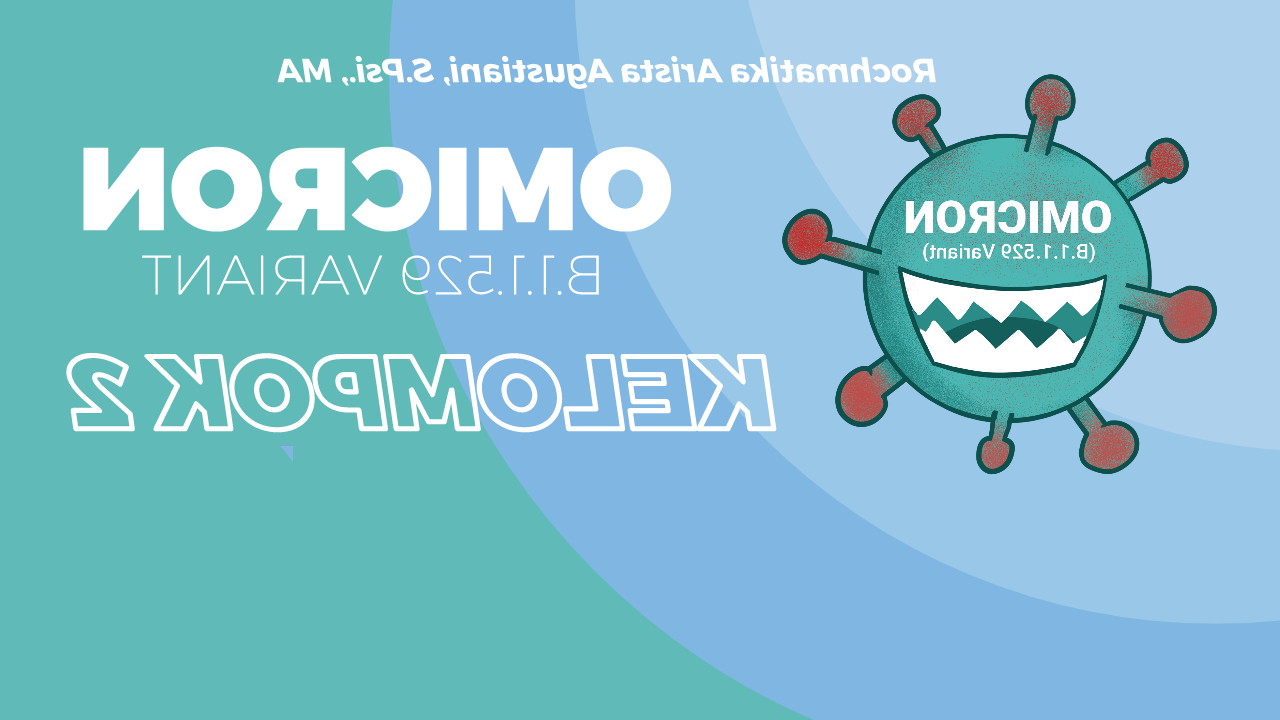 Rochmatika Arista Agustiani, S.Psi., MA
OMICRON
B.1.1.529 VARIANT
KELOMPOK 2
OMICRON
(B.1.1.529 Variant)